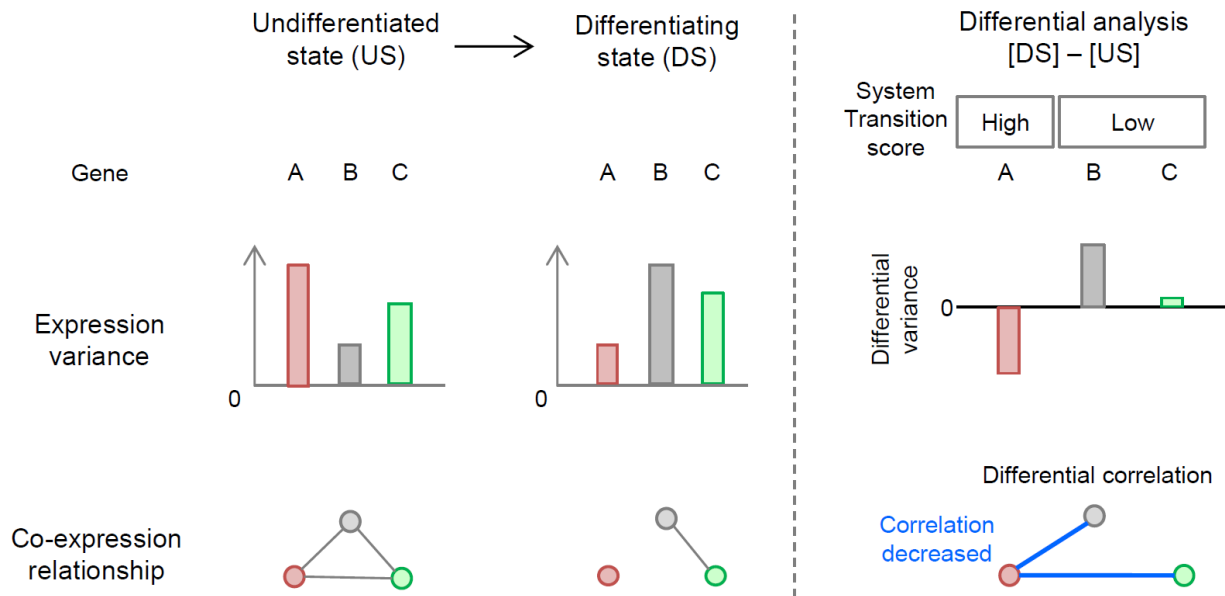 Undifferentiated
state (US)
Differentiating
state (DS)
Differential analysis
[DS] – [US]
System
Transition
score
High
Low
Gene
A
B
C
A
B
C
A
B
C
Expression
variance
0
0
Differential
variance
0
Co-expression
relationship
Differential correlation
Correlation
decreased